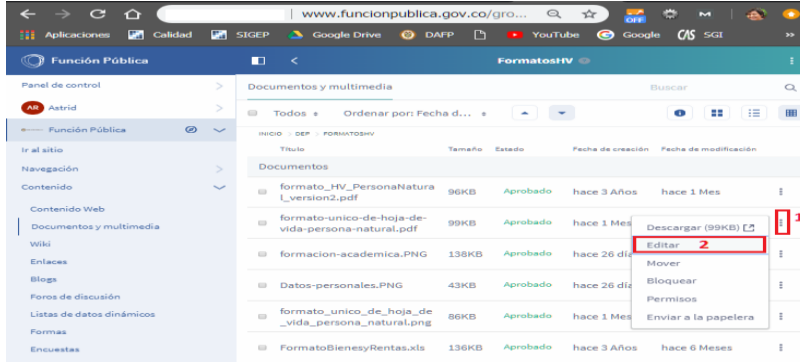 www.funcionpublica.gov.co/gro...
OFF
M
Aplicaciones Calidad SIGEP Google Drive DAFP YouTube Google CΛS SGI »
Función Pública
FormatosHV
Panel de control
Documentos y multimedia
Buscar
AR Astrid
Todos
Ordenar por: Fecha d...
Función Pública
INICIO > DEP > FORMATOSHV
Ir al sitio
Título Tamaño Estado Fecha de creación Fecha de modificación
Navegación
Documentos
Contenido
formato_HV_PersonaNatura
l_version2.pdf
96KB Aprobado hace 3 Años hace 1 Mes
Contenido Web
Documentos y multimedia
formato-unico-de-hoja-de-
vida-persona-natural.pdf
99KB Aprobado hace 1 Mes
1
Descargar (99KB)
Editar 2
Mover
Bloquear
Permisos
Enviar a la papelera
Wiki
Enlaces
formacion-academica.PNG 138KB Aprobado hace 26 día
Blogs
Datos-personales.PNG 43KB Aprobado hace 26 día
Foros de discusión
Listas de datos dinámicos
formato_unico_de_hoja_de
_vida_persona_natural.png
86KB Aprobado hace 1 Mes
Formas
Encuestas
FormatoBienesyRentas.xls 136KB Aprobado hace 3 Años hace 6 Meses